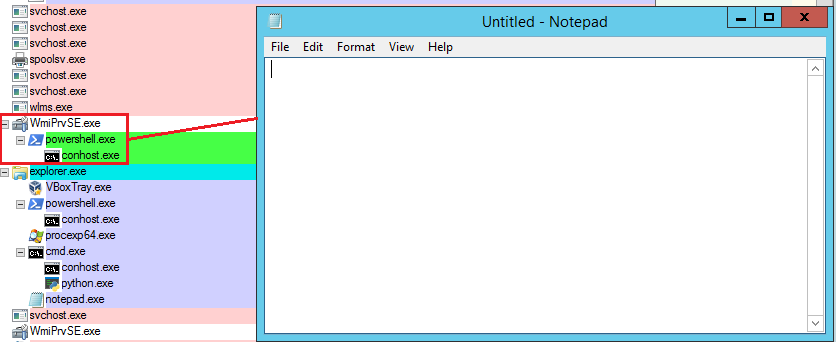 svchost.exe
svchost.exe
svchost.exe
spoolsv.exe
svchost.exe
svchost.exe
wlms.exe
WmiPrvSE.exe
powershell.exe
C:\.
conhost.exe
explorer.exe
VBoxTray.exe
powershell.exe
C:\.
conhost.exe
procexp64.exe
C:\.
cmd.exe
C:\.
conhost.exe
python.exe
notepad.exe
svchost.exe
WmiPrvSE.exe
Untitled - Notepad
File Edit Format View Help